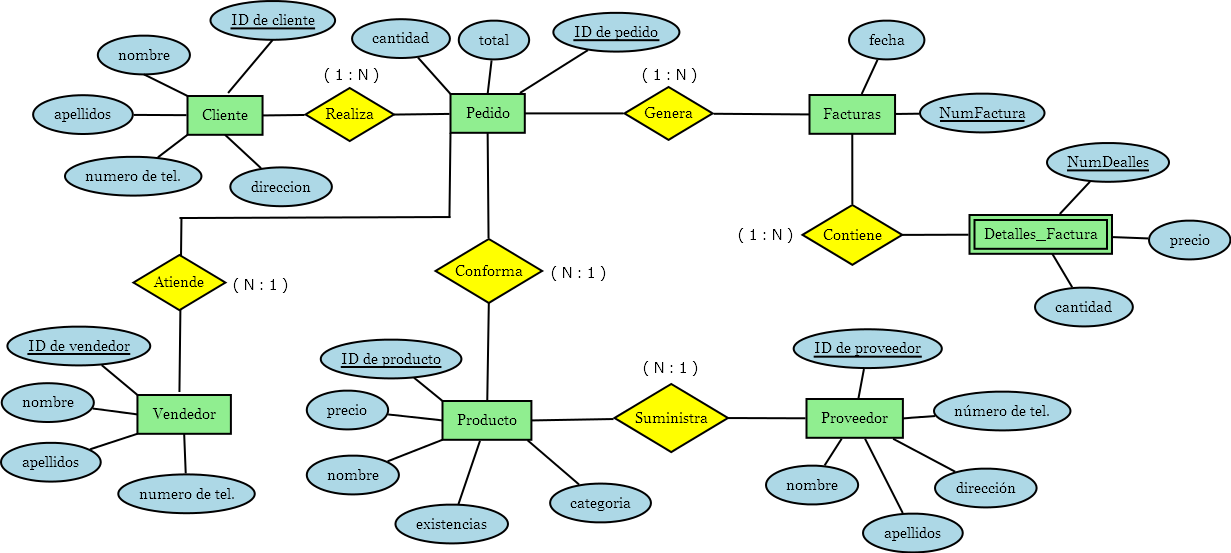 ID de cliente
nombre
apellidos
numero de tel.
direccion
Cliente
( 1 : N )
Realiza
cantidad
total
ID de pedido
Pedido
( 1 : N )
Genera
fecha
Facturas
NumFactura
NumDealles
( 1 : N )
Contiene
Detalles_Factura
precio
cantidad
Atiende
( N : 1 )
Conforma
( N : 1 )
ID de vendedor
nombre
Vendedor
apellidos
numero de tel.
ID de producto
precio
Producto
nombre
existencias
categoria
( N : 1 )
Suministra
ID de proveedor
Proveedor
número de tel.
nombre
dirección
apellidos